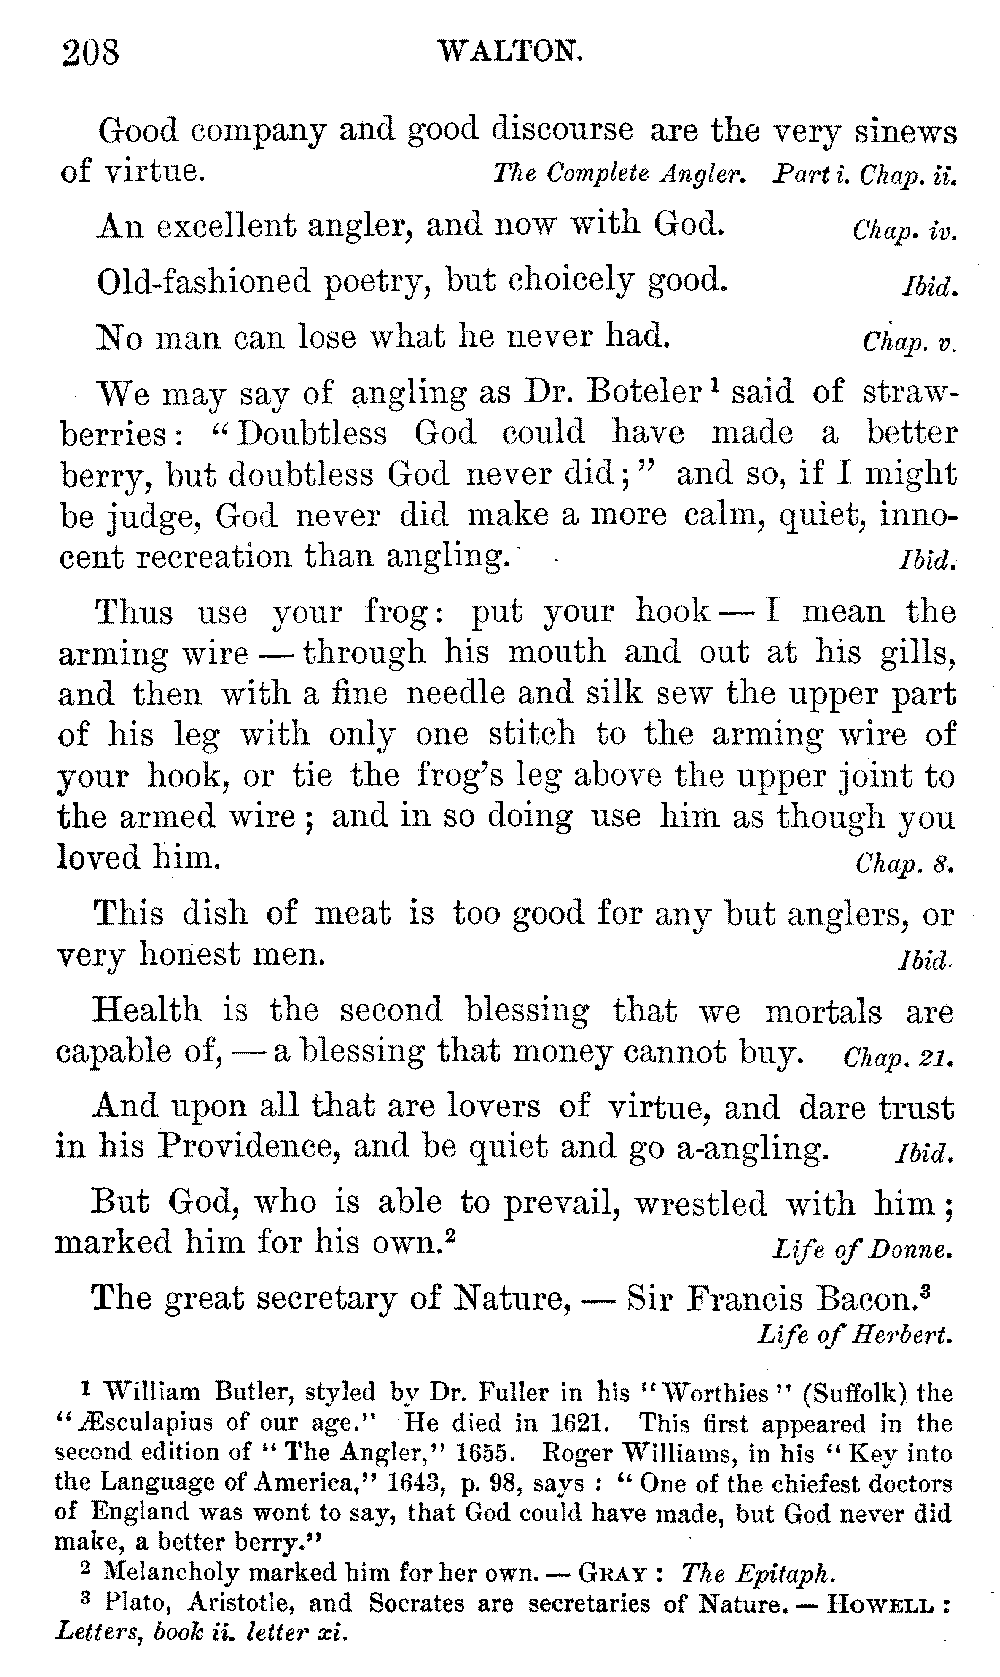 208 WALTON.
Good company and good discourse are the very sinews
of virtue. The Complete Angler. Part i. Chap. ii.
An excellent angler, and now with God. Chap. iv.
Old-fashioned poetry, but choicely good. Ibid.
No man can lose what he never had. Chap. v.
We may say of angling as Dr. Boteler¹ said of straw-
berries: “Doubtless God could have made a better
berry, but doubtless God never did;” and so, if I might
be judge, God never did make a more calm, quiet, inno-
cent recreation than angling. Ibid.
Thus use your frog: put your hook — I mean the
arming wire — through his mouth and out at his gills,
and then with a fine needle and silk sew the upper part
of his leg with only one stitch to the arming wire of
your hook, or tie the frog’s leg above the upper joint to
the armed wire; and in so doing use him as though you
loved him. Chap. 8.
This dish of meat is too good for any but anglers, or
very honest men. Ibid.
Health is the second blessing that we mortals are
capable of, — a blessing that money cannot buy. Chap. 21.
And upon all that are lovers of virtue, and dare trust
in his Providence, and be quiet and go a-angling. Ibid.
But God, who is able to prevail, wrestled with him;
marked him for his own.² Life of Donne.
The great secretary of Nature, — Sir Francis Bacon.³
Life of Herbert.
¹ William Butler, styled by Dr. Fuller in his “Worthies” (Suffolk) the
“Æsculapius of our age.” He died in 1621. This first appeared in the
second edition of “The Angler,” 1655. Roger Williams, in his “Key into
the Language of America,” 1643, p. 98, says: “One of the chiefest doctors
of England was wont to say, that God could have made, but God never did
make, a better berry.”
² Melancholy marked him for her own. — GRAY: The Epitaph.
³ Plato, Aristotle, and Socrates are secretaries of Nature. — HOWELL:
Letters, book ii. letter xi.